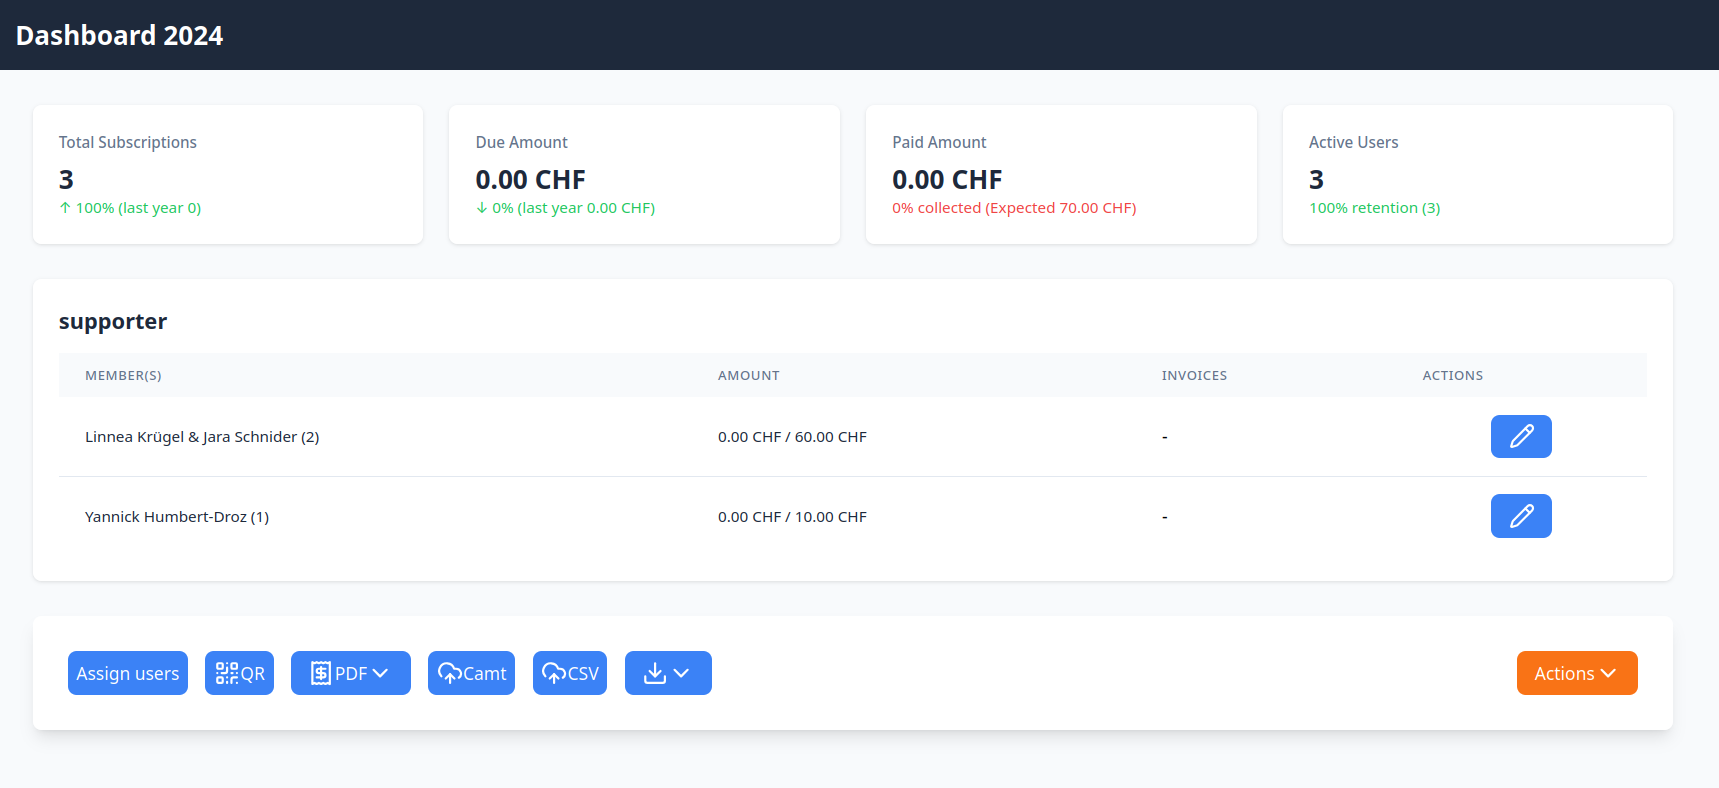 Dashboard 2024
Total Subscriptions
3
↑ 100% (last year 0)
Due Amount
0.00 CHF
↓ 0% (last year 0.00 CHF)
Paid Amount
0.00 CHF
0% collected (Expected 70.00 CHF)
Active Users
3
100% retention (3)
supporter
MEMBER(S) AMOUNT INVOICES ACTIONS
Linnea Krügel & Jara Schnider (2) 0.00 CHF / 60.00 CHF -
Yannick Humbert-Droz (1) 0.00 CHF / 10.00 CHF -
Assign users QR PDF Camt CSV Actions